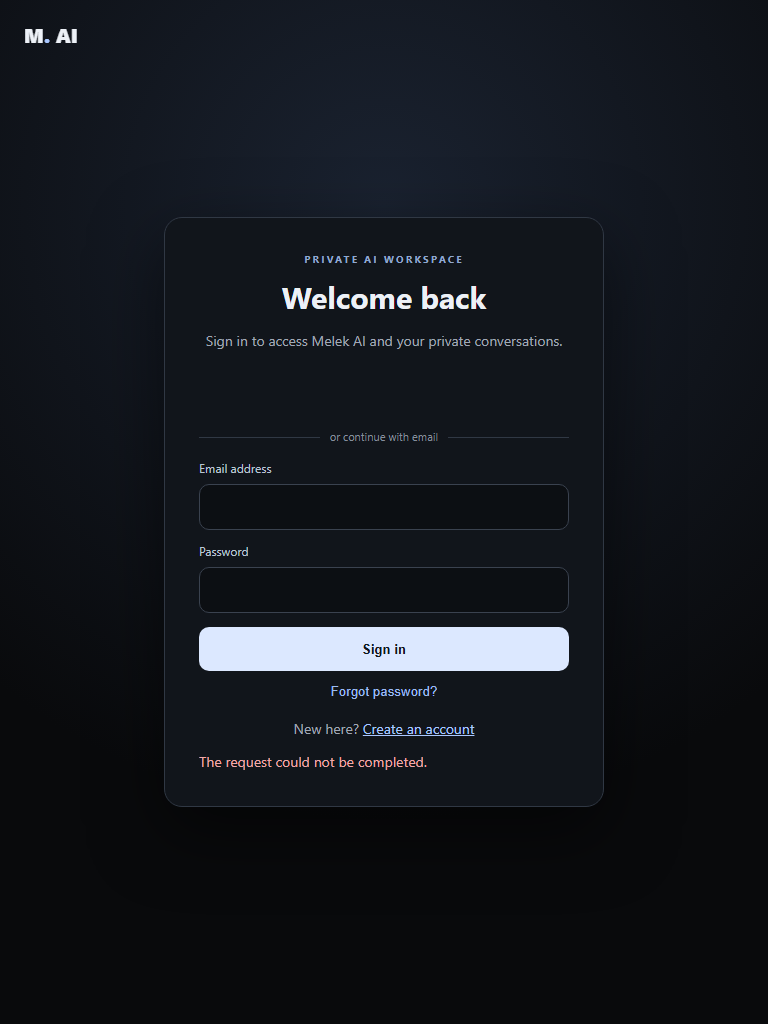 M. AI
PRIVATE AI WORKSPACE
Welcome back
Sign in to access Melek AI and your private conversations.
or continue with email
Email address
Password
Sign in
Forgot password?
New here? Create an account
The request could not be completed.